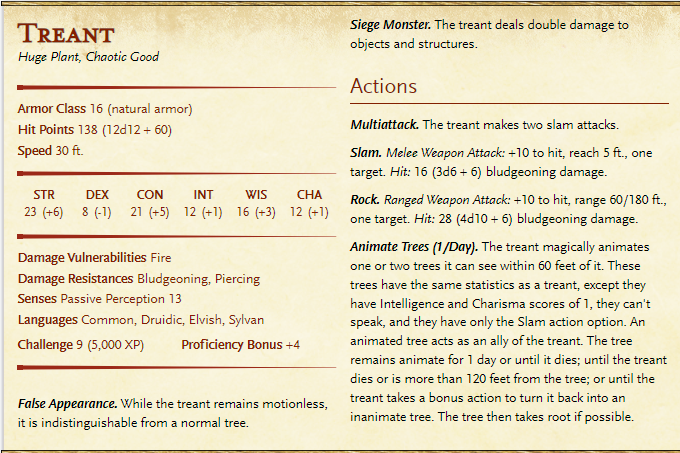 Treant
Huge Plant, Chaotic Good
Armor Class 16 (natural armor)
Hit Points 138 (12d12 + 60)
Speed 30 ft.
STR DEX CON INT WIS CHA
23 (+6) 8 (-1) 21 (+5) 12 (+1) 16 (+3) 12 (+1)
Damage Vulnerabilities Fire
Damage Resistances Bludgeoning, Piercing
Senses Passive Perception 13
Languages Common, Druidic, Elvish, Sylvan
Challenge 9 (5,000 XP) Proficiency Bonus +4
False Appearance. While the treant remains motionless,
it is indistinguishable from a normal tree.
Siege Monster. The treant deals double damage to
objects and structures.
Actions
Multiattack. The treant makes two slam attacks.
Slam. Melee Weapon Attack: +10 to hit, reach 5 ft., one
target. Hit: 16 (3d6 + 6) bludgeoning damage.
Rock. Ranged Weapon Attack: +10 to hit, range 60/180 ft.,
one target. Hit: 28 (4d10 + 6) bludgeoning damage.
Animate Trees (1/Day). The treant magically animates
one or two trees it can see within 60 feet of it. These
trees have the same statistics as a treant, except they
have Intelligence and Charisma scores of 1, they can't
speak, and they have only the Slam action option. An
animated tree acts as an ally of the treant. The tree
remains animate for 1 day or until it dies; until the treant
dies or is more than 120 feet from the tree; or until the
treant takes a bonus action to turn it back into an
inanimate tree. The tree then takes root if possible.